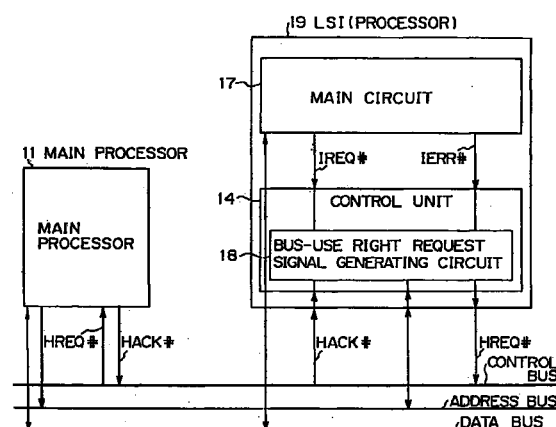 19 LSI(PROCESSOR)
17
MAIN CIRCUIT
11 MAIN PROCESSOR
IREQ#
IERR#
MAIN
PROCESSOR
14
CONTROL UNIT
18
BUS-USE RIGHT REQUEST
SIGNAL GENERATING CIRCUIT
HREQ#
HACK#
HACK#
HREQ#
CONTROL
BUS
ADDRESS BUS
DATA BUS